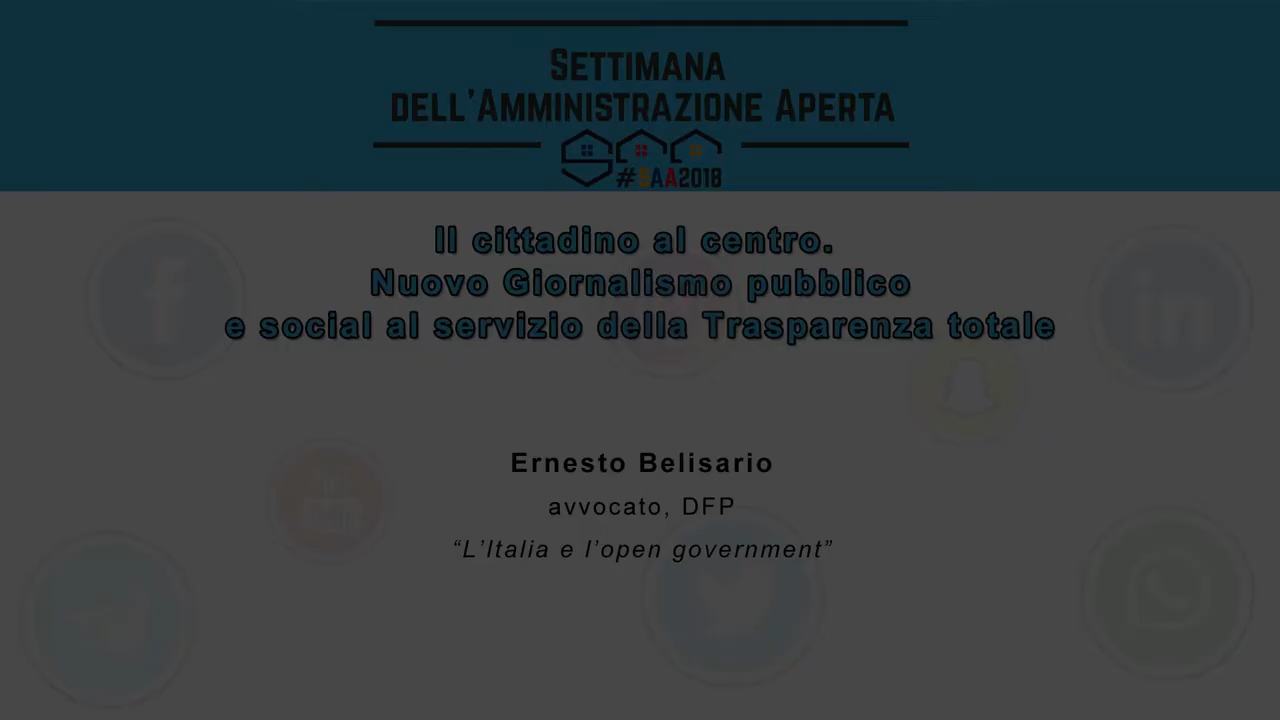 SETTIMANA
DELL'AMMINISTRAZIONE APERTA
#SAA2018
Il cittadino al centro.
Nuovo Giornalismo pubblico
e social al servizio della Trasparenza totale
Ernesto Belisario
avvocato, DFP
“L’Italia e l’open government”